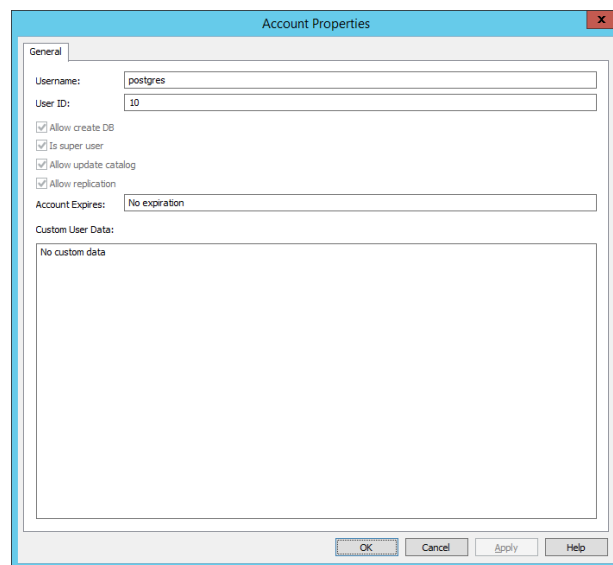 Account Properties
x
General
Username: postgres
User ID: 10
Allow create DB
Is super user
Allow update catalog
Allow replication
Account Expires: No expiration
Custom User Data:
No custom data
OK Cancel Apply Help